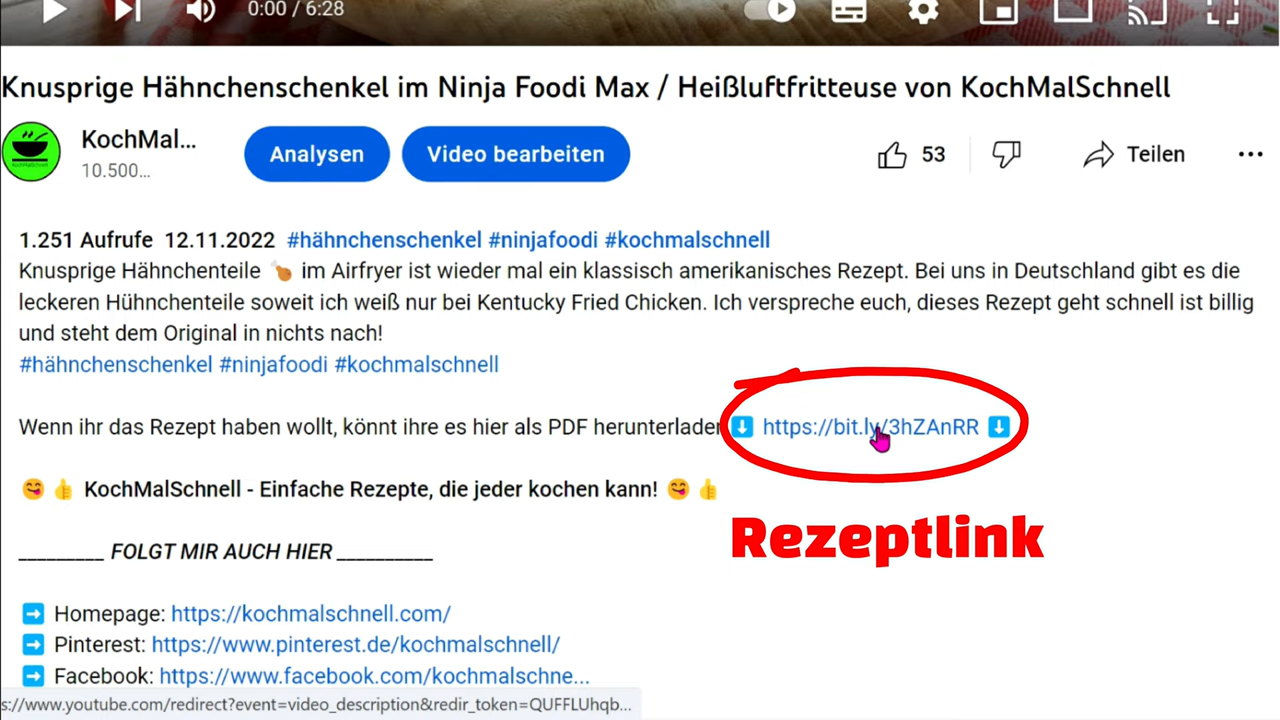 0:00 / 6:28
Knusprige Hähnchenschenkel im Ninja Foodi Max / Heißluftfritteuse von KochMalSchnell
KochMal...
10.500...
Analysen
Video bearbeiten
53
Teilen
1.251 Aufrufe 12.11.2022 #hähnchenschenkel #ninjafoodi #kochmalschnell
Knusprige Hähnchenteile 🍗 im Airfryer ist wieder mal ein klassisch amerikanisches Rezept. Bei uns in Deutschland gibt es die
leckeren Hühnchenteile soweit ich weiß nur bei Kentucky Fried Chicken. Ich verspreche euch, dieses Rezept geht schnell ist billig
und steht dem Original in nichts nach!
#hähnchenschenkel #ninjafoodi #kochmalschnell
Wenn ihr das Rezept haben wollt, könnt ihre es hier als PDF herunterladen ⬇️ https://bit.ly/3hZAnRR ⬇️
😋 👍 KochMalSchnell - Einfache Rezepte, die jeder kochen kann! 😋 👍
Rezeptlink
_________ FOLGT MIR AUCH HIER __________
➡️ Homepage: https://kochmalschnell.com/
➡️ Pinterest: https://www.pinterest.de/kochmalschnell/
➡️ Facebook: https://www.facebook.com/kochmalschne...
s://www.youtube.com/redirect?event=video_description&redir_token=QUFFLUhqb...